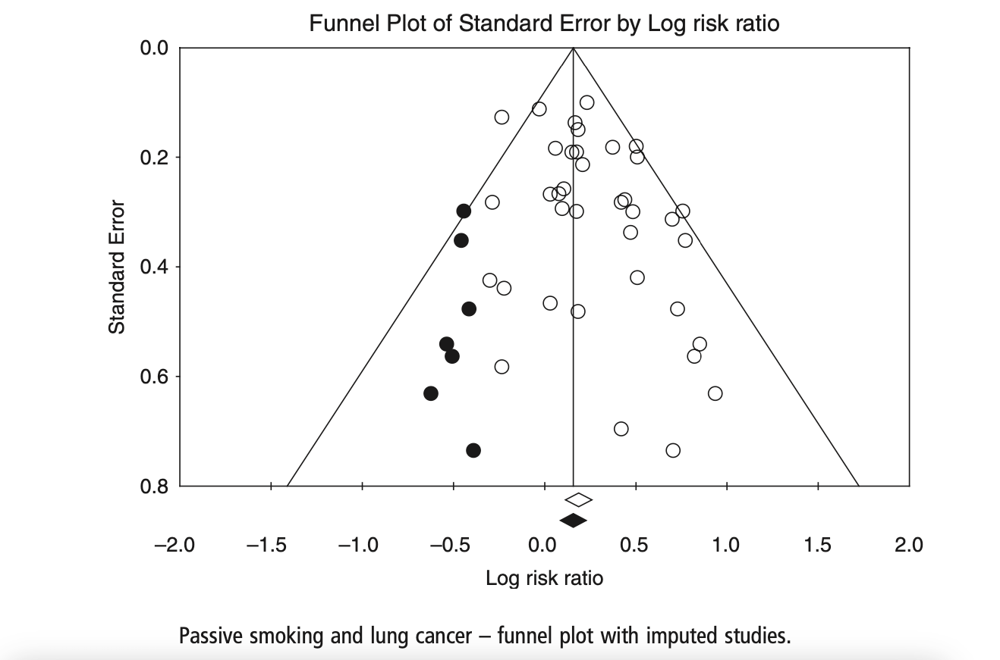 Funnel Plot of Standard Error by Log risk ratio
0.0
0.2
0.4
0.6
0.8
Standard Error
–2.0 –1.5 –1.0 –0.5 0.0 0.5 1.0 1.5 2.0
Log risk ratio
Passive smoking and lung cancer – funnel plot with imputed studies.